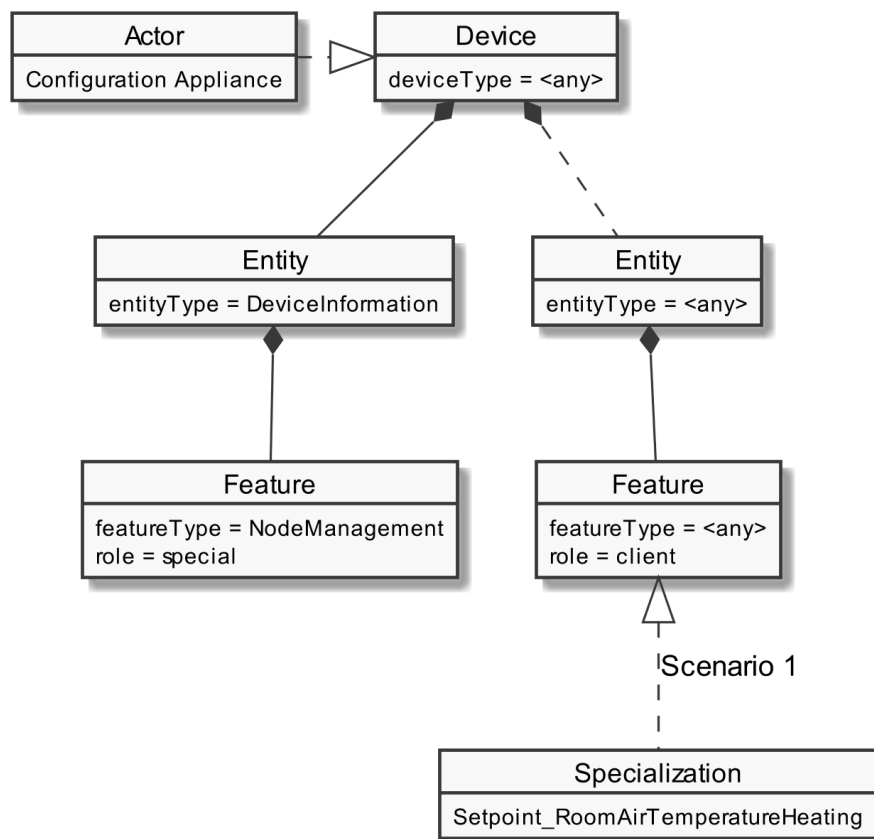 Actor
Configuration Appliance
Device
deviceType = <any>
Entity
entityType = DeviceInformation
Entity
entityType = <any>
Feature
featureType = NodeManagement
role = special
Feature
featureType = <any>
role = client
Scenario 1
Specialization
Setpoint_RoomAirTemperatureHeating